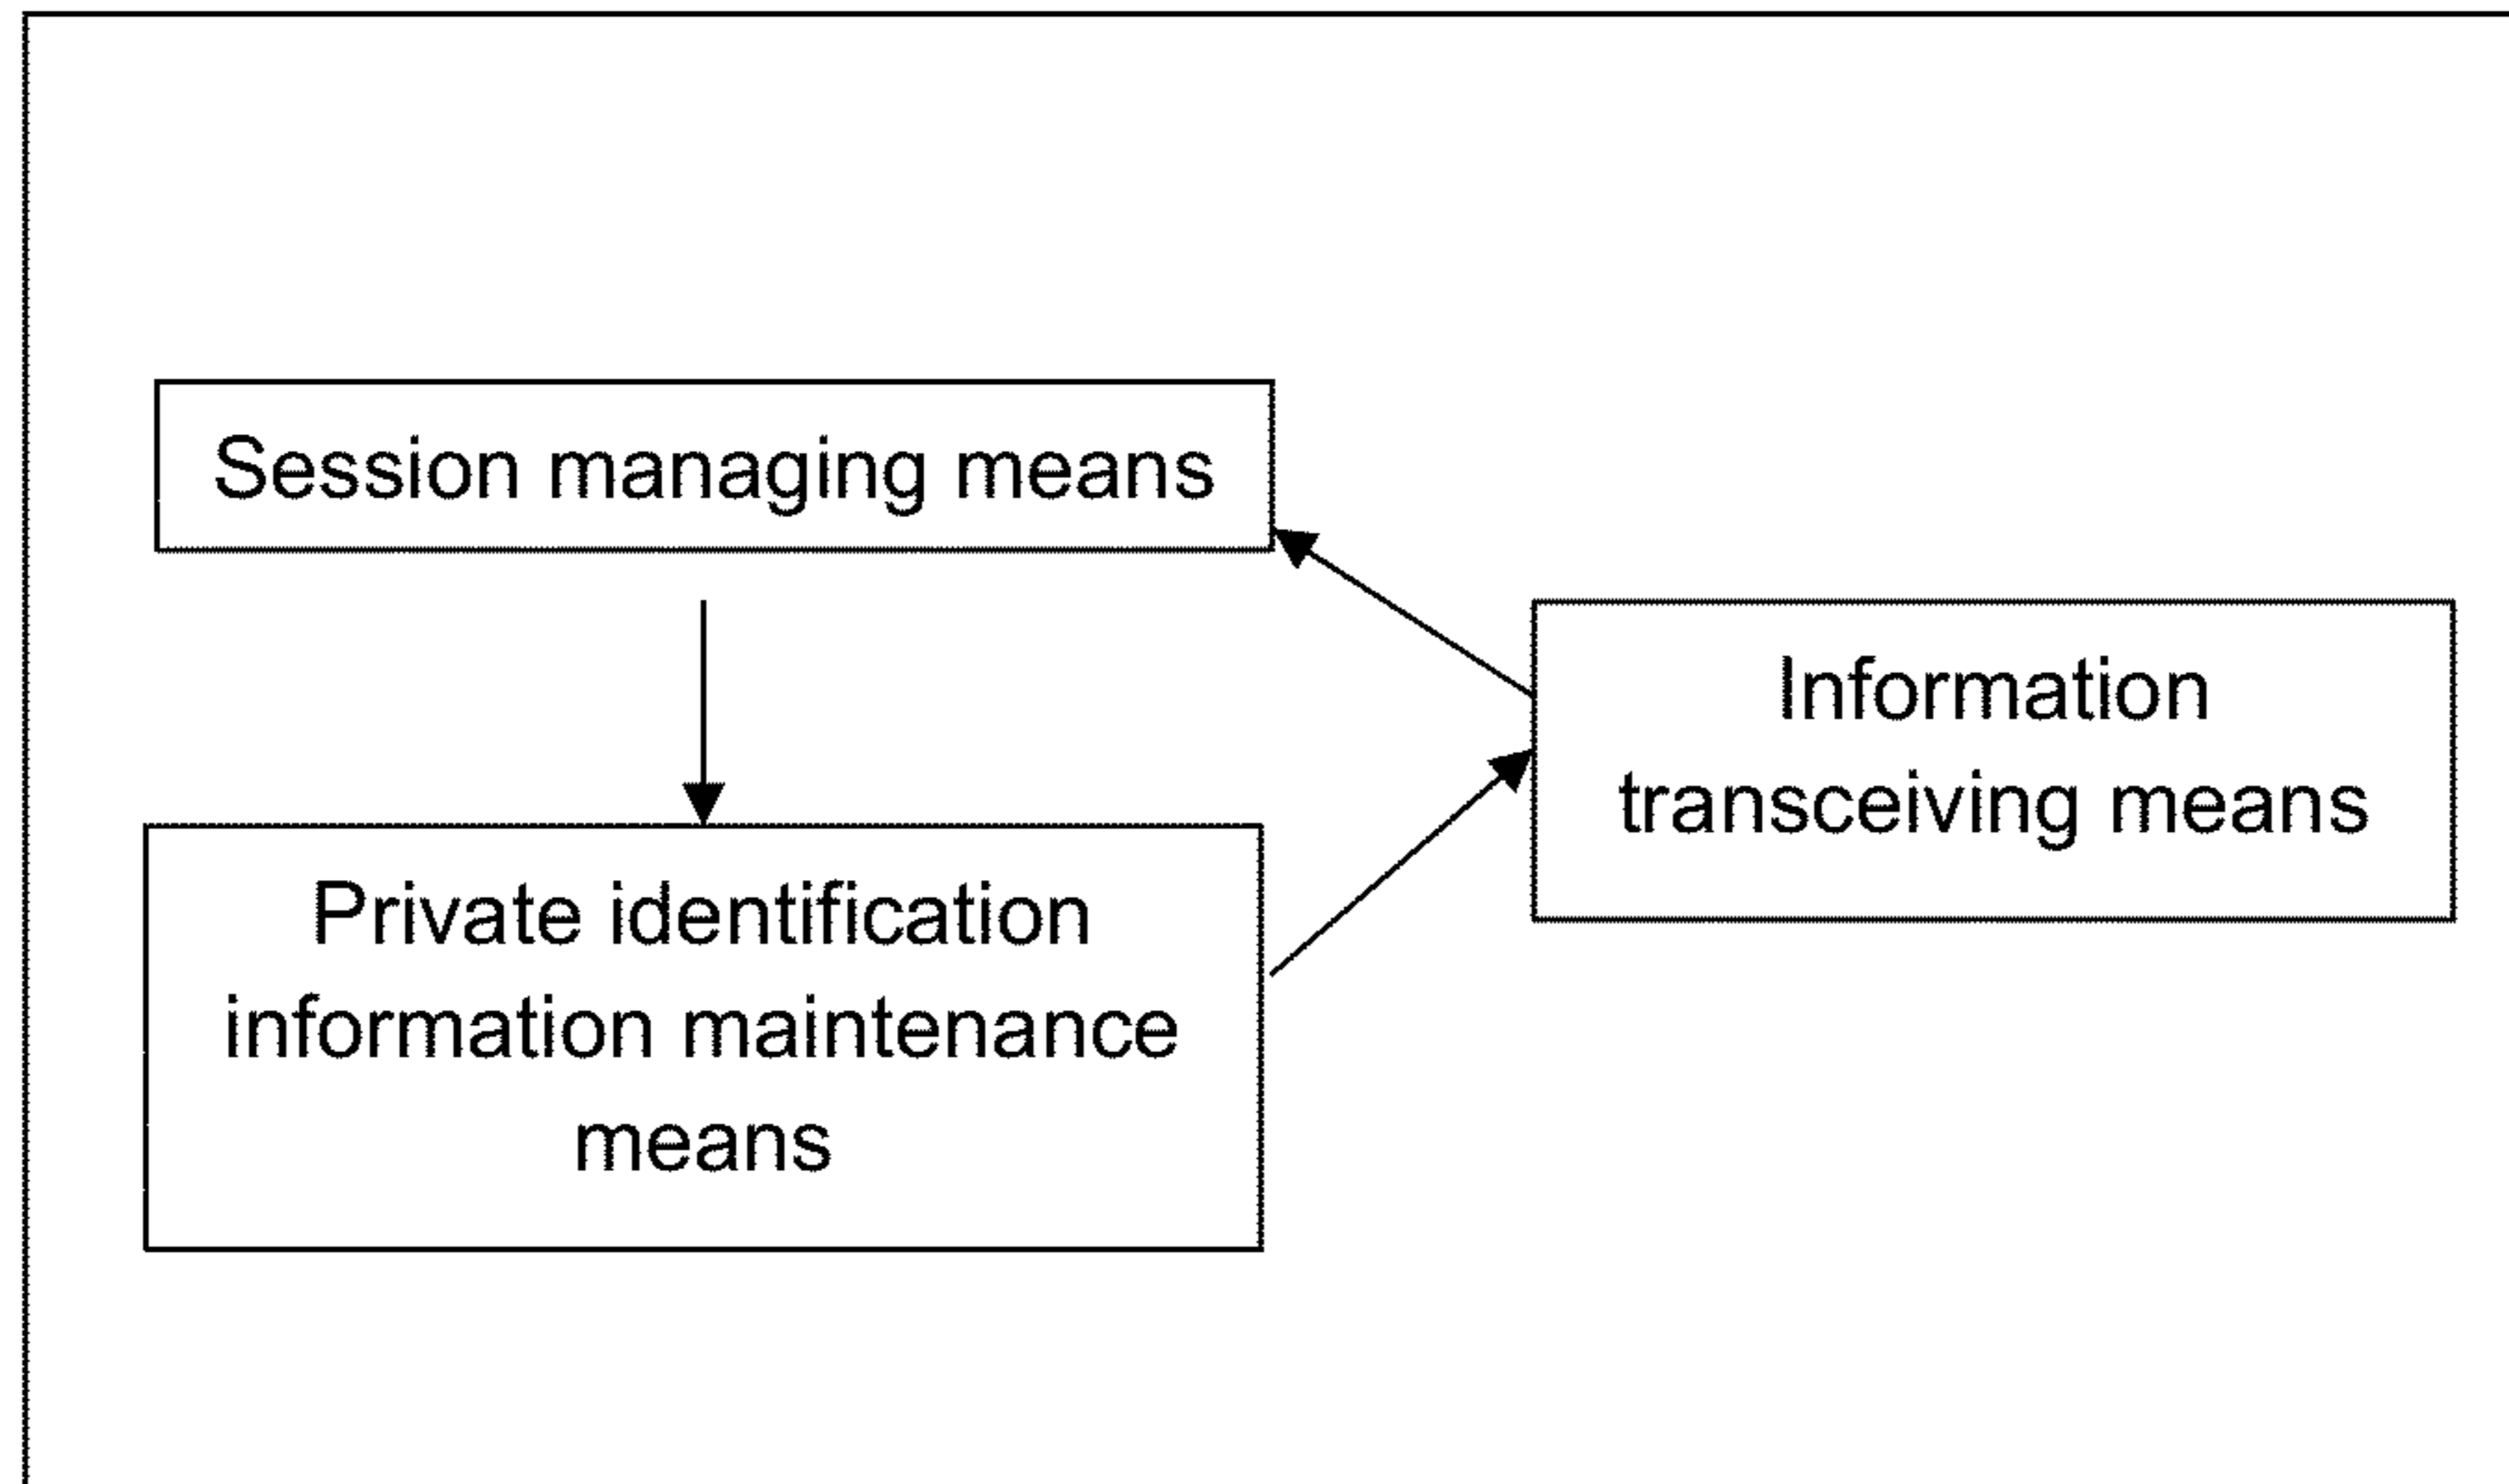 Session managing means
Information
transceiving means
Private identification
information maintenance
means